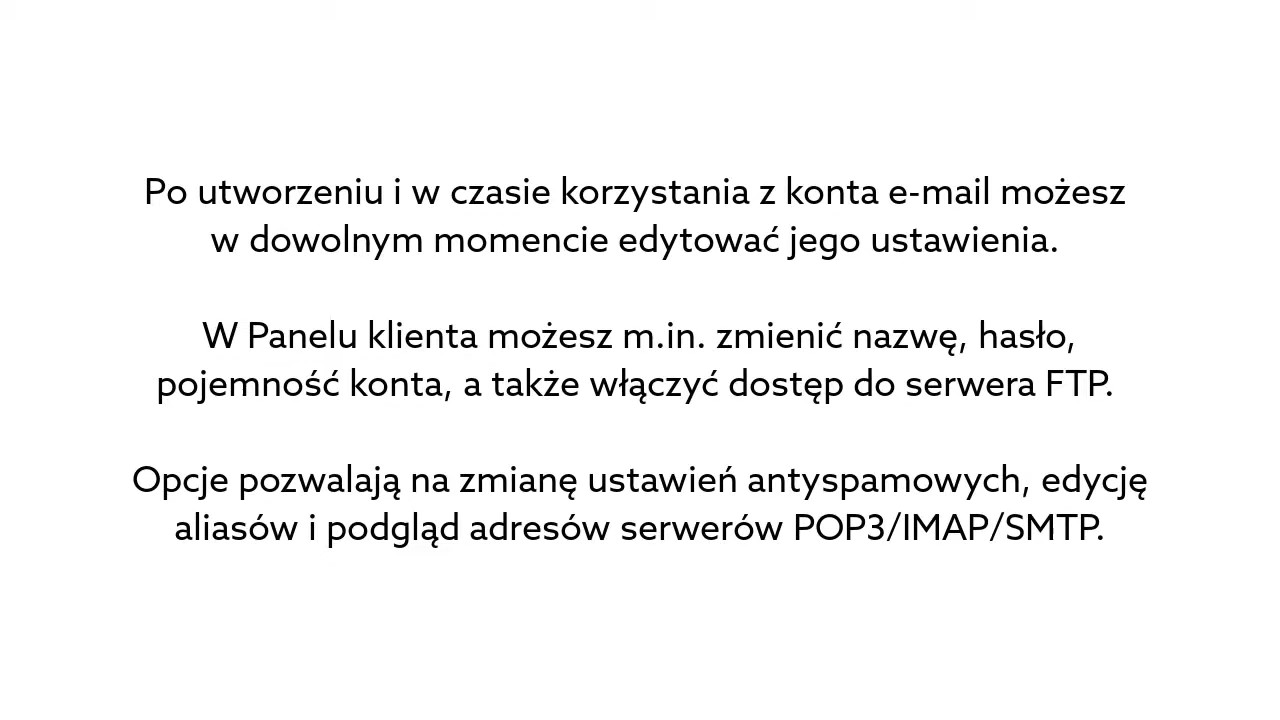 Po utworzeniu i w czasie korzystania z konta e-mail możesz
w dowolnym momencie edytować jego ustawienia.
W Panelu klienta możesz m.in. zmienić nazwę, hasło,
pojemność konta, a także włączyć dostęp do serwera FTP.
Opcje pozwalają na zmianę ustawień antyspamowych, edycję
aliasów i podgląd adresów serwerów POP3/IMAP/SMTP.